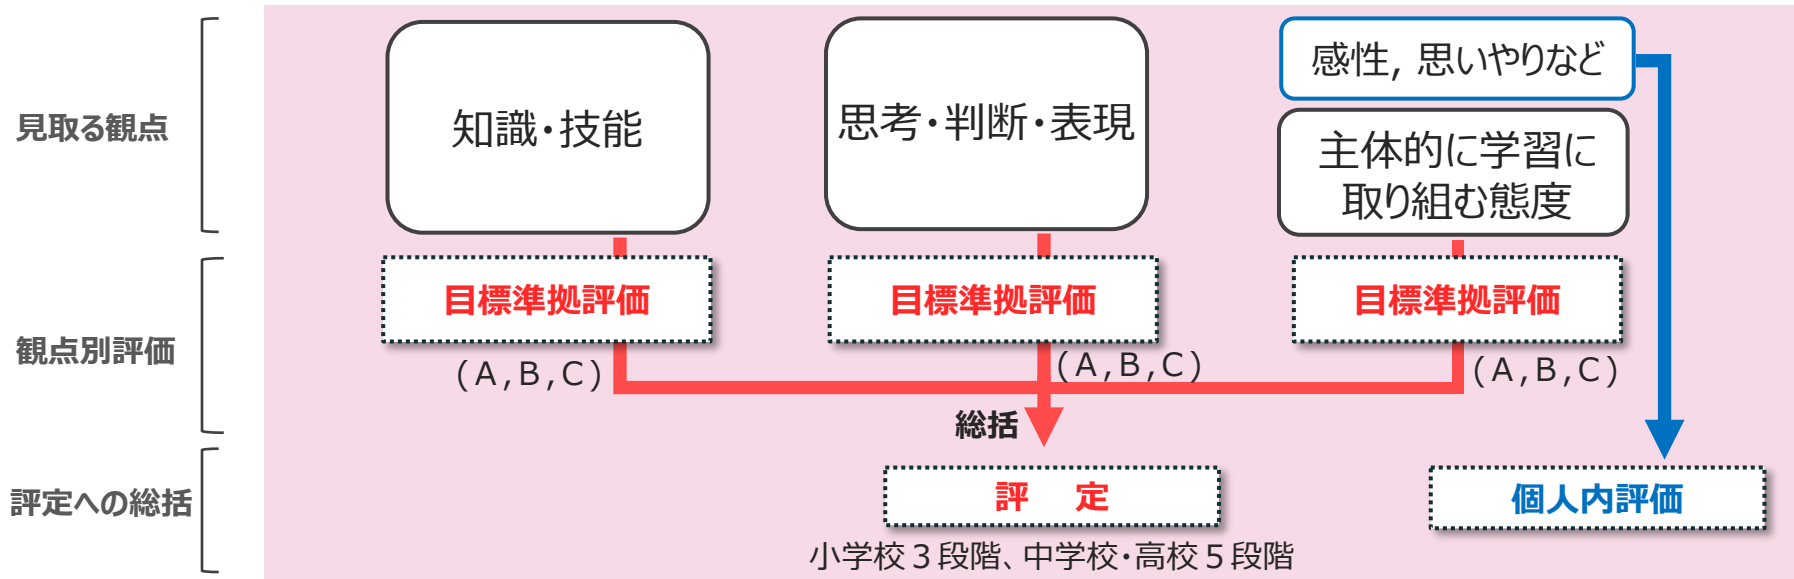 見取る観点
知識・技能
思考・判断・表現
感性, 思いやりなど
主体的に学習に
取り組む態度
観点別評価
目標準拠評価
目標準拠評価
目標準拠評価
(A,B,C)
(A,B,C)
(A,B,C)
総括
評定への総括
評 定
個人内評価
小学校３段階、中学校・高校５段階